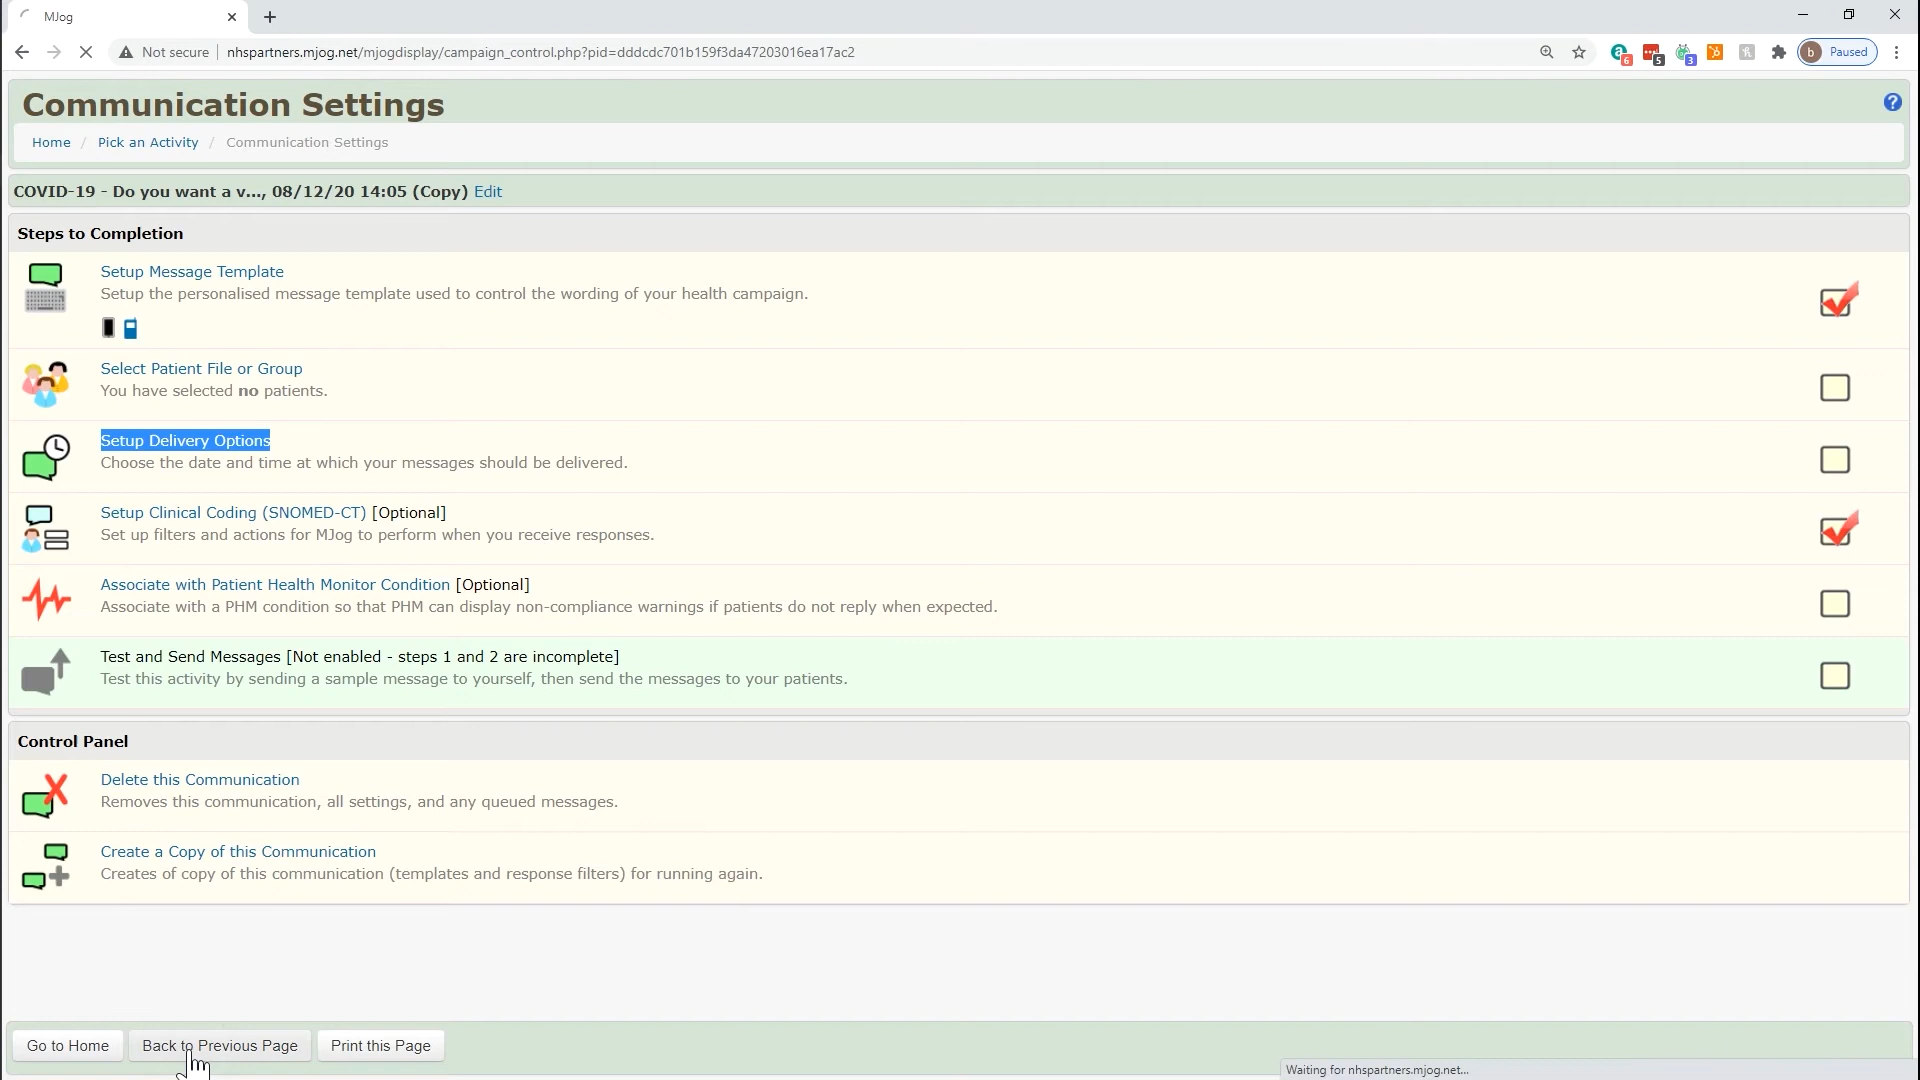 MJog
Not secure nhspartners.mjog.net/mjogdisplay/campaign_control.php?pid=dddcdc701b159f3da47203016ea17ac2
6 5 3 b Paused
Communication Settings
Home / Pick an Activity / Communication Settings
COVID-19 - Do you want a v..., 08/12/20 14:05 (Copy) Edit
Steps to Completion
Setup Message Template
Setup the personalised message template used to control the wording of your health campaign.
Select Patient File or Group
You have selected no patients.
Setup Delivery Options
Choose the date and time at which your messages should be delivered.
Setup Clinical Coding (SNOMED-CT) [Optional]
Set up filters and actions for MJog to perform when you receive responses.
Associate with Patient Health Monitor Condition [Optional]
Associate with a PHM condition so that PHM can display non-compliance warnings if patients do not reply when expected.
Test and Send Messages [Not enabled - steps 1 and 2 are incomplete]
Test this activity by sending a sample message to yourself, then send the messages to your patients.
Control Panel
Delete this Communication
Removes this communication, all settings, and any queued messages.
Create a Copy of this Communication
Creates of copy of this communication (templates and response filters) for running again.
Go to Home Back to Previous Page Print this Page
Waiting for nhspartners.mjog.net...